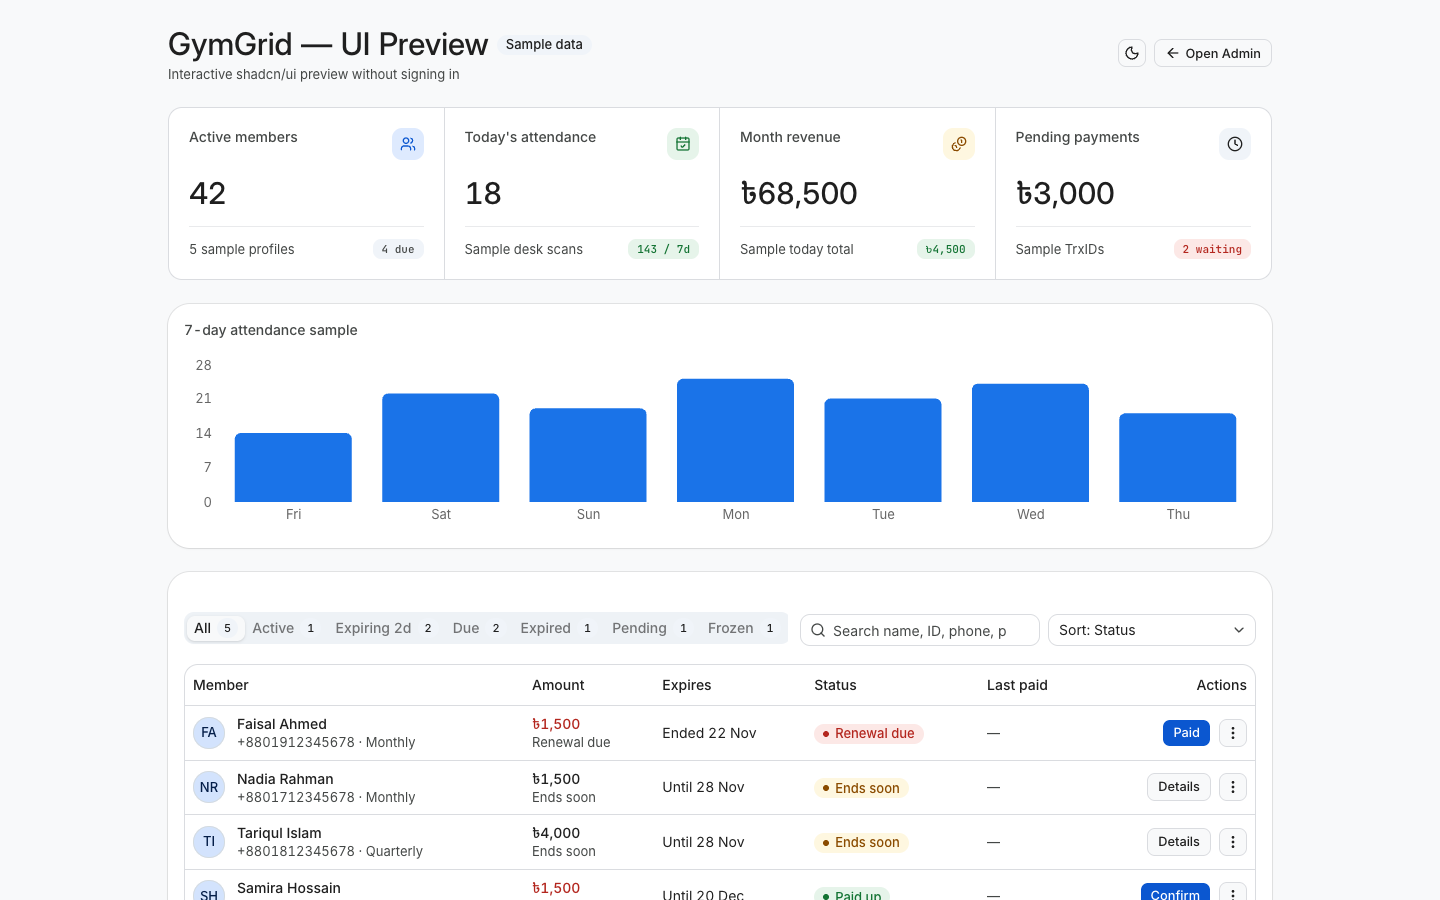 GymGrid — UI Preview Sample data
Interactive shadcn/ui preview without signing in
Open Admin
Active members
42
5 sample profiles 4 due
Today's attendance
18
Sample desk scans 143 / 7d
Month revenue
৳68,500
Sample today total ৳4,500
Pending payments
৳3,000
Sample TrxIDs 2 waiting
7-day attendance sample
28
21
14
7
0
Fri Sat Sun Mon Tue Wed Thu
All 5 Active 1 Expiring 2d 2 Due 2 Expired 1 Pending 1 Frozen 1
Search name, ID, phone, p
Sort: Status
Member Amount Expires Status Last paid Actions
FA Faisal Ahmed ৳1,500 Ended 22 Nov Renewal due — Paid
+8801912345678 · Monthly Renewal due
NR Nadia Rahman ৳1,500 Until 28 Nov Ends soon — Details
+8801712345678 · Monthly Ends soon
TI Tariqul Islam ৳4,000 Until 28 Nov Ends soon — Details
+8801812345678 · Quarterly Ends soon
SH Samira Hossain ৳1,500 Until 20 Dec Paid up — Confirm